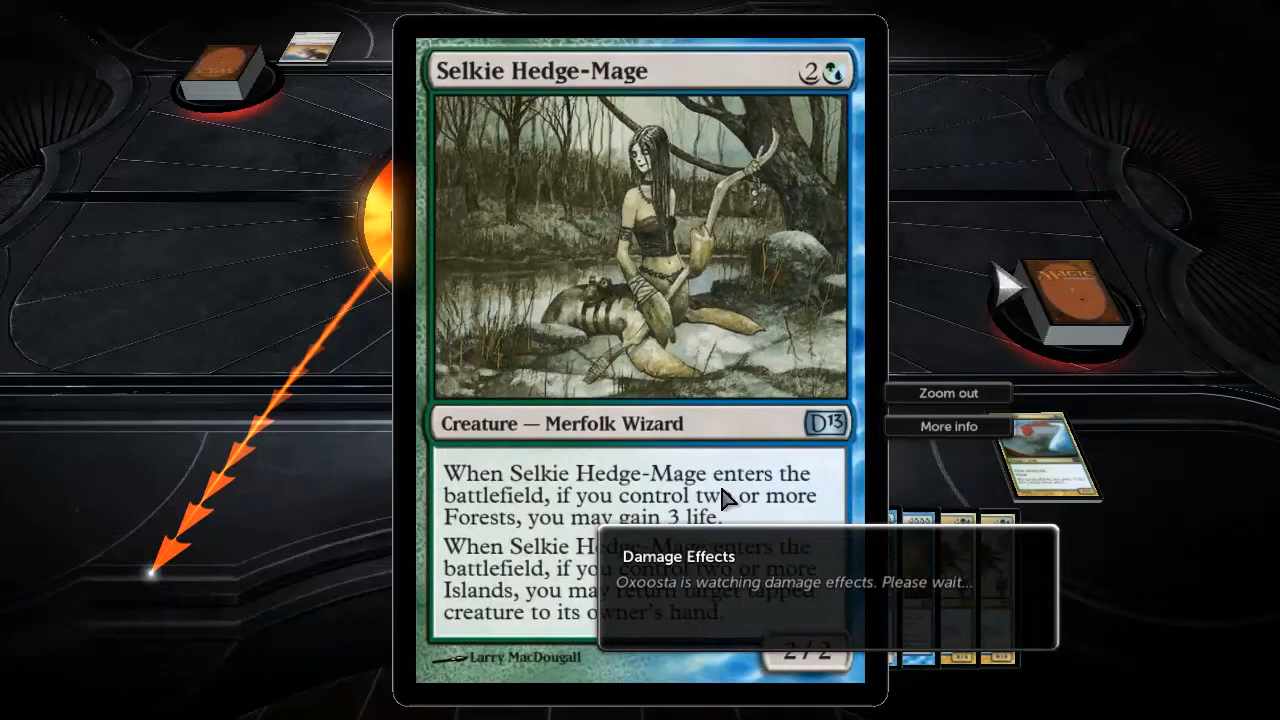 Selkie Hedge-Mage 2
Creature — Merfolk Wizard D13
When Selkie Hedge-Mage enters the
battlefield, if you control two or more
Forests, you may gain 3 life.
When Selkie Hedge-Mage enters the
battlefield, if you control two or more
Islands, you may return target tapped
creature to its owner's hand.
Larry MacDougall
2/2
Damage Effects
Oxoosta is watching damage effects. Please wait...
MAGIC
Zoom out
More info